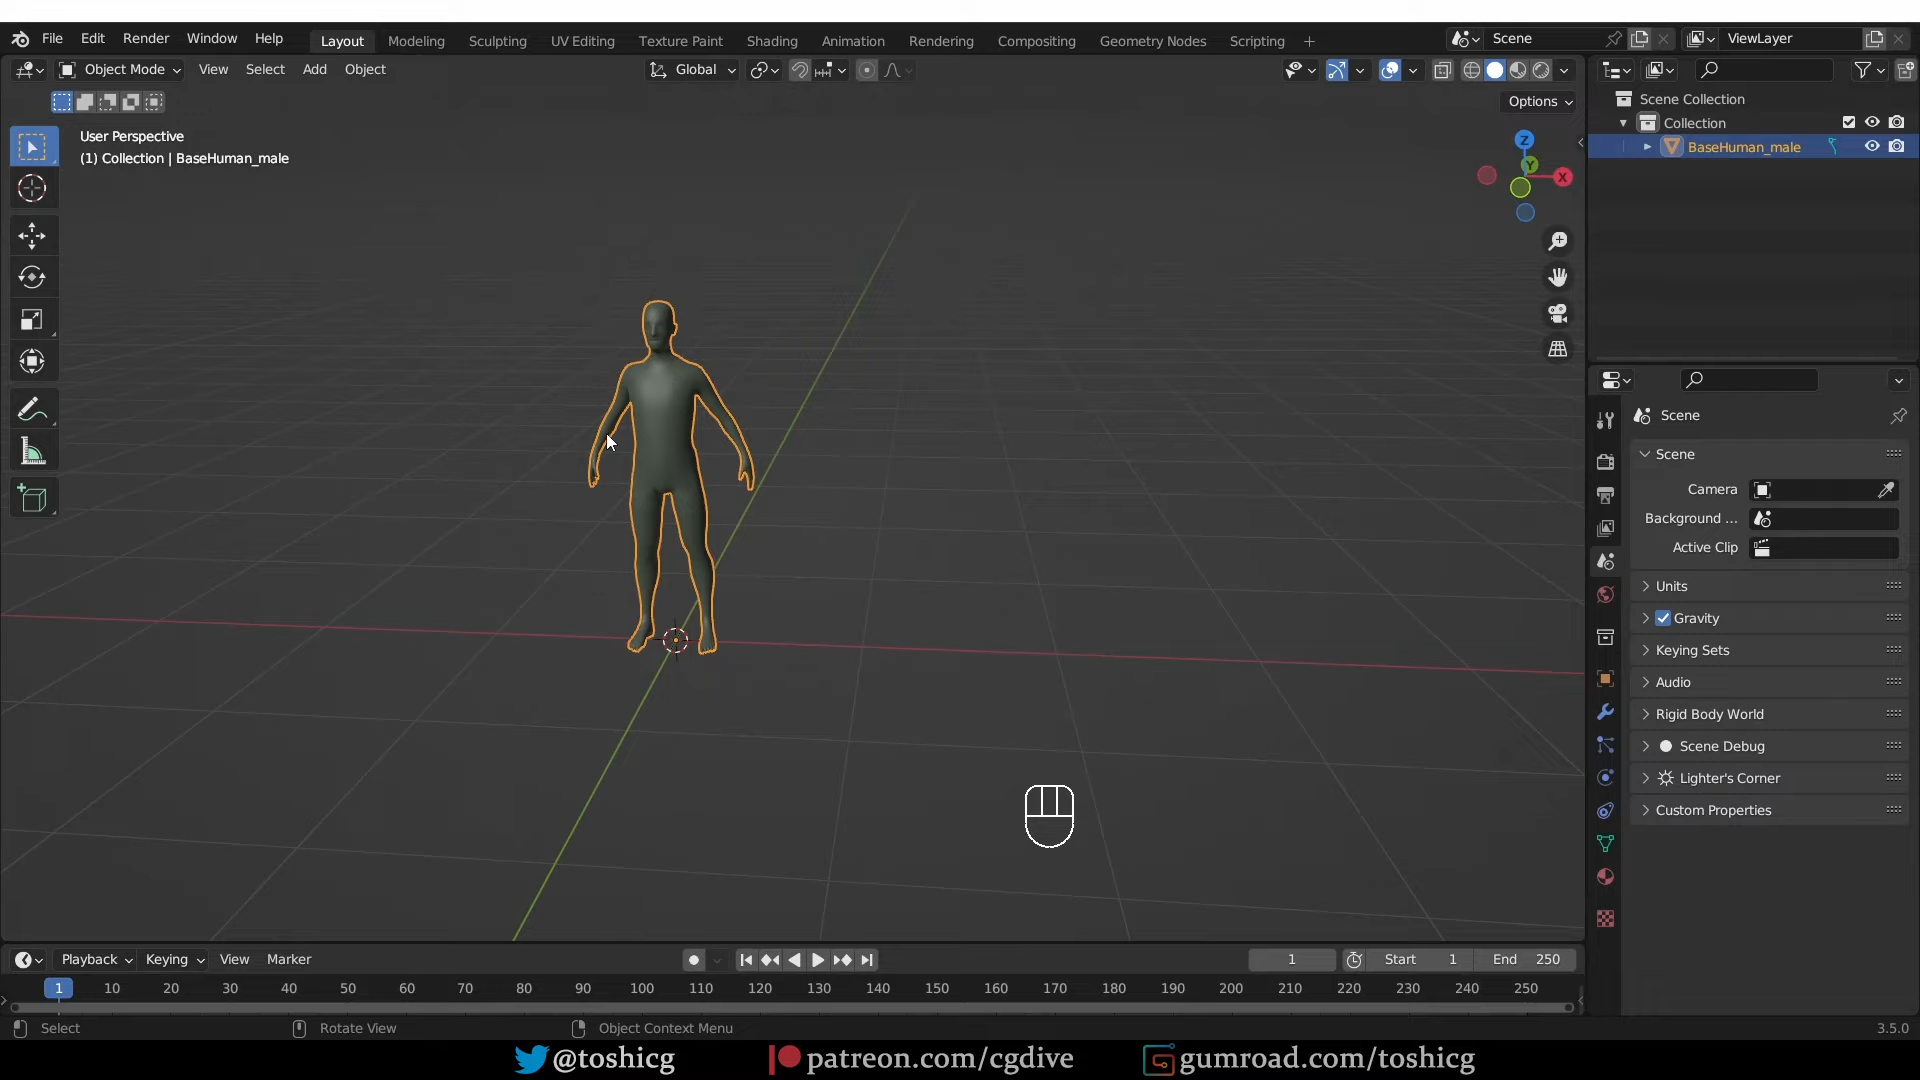 File Edit Render Window Help Layout Modeling Sculpting UV Editing Texture Paint Shading Animation Rendering Compositing Geometry Nodes Scripting + Scene ViewLayer
Object Mode View Select Add Object Global
Options
User Perspective
(1) Collection | BaseHuman_male
Z
Y
X
Scene Collection
Collection
BaseHuman_male
Scene
Scene
Camera
Background ...
Active Clip
Units
Gravity
Keying Sets
Audio
Rigid Body World
Scene Debug
Lighter's Corner
Custom Properties
Playback Keying View Marker 1 Start 1 End 250
1 10 20 30 40 50 60 70 80 90 100 110 120 130 140 150 160 170 180 190 200 210 220 230 240 250
Select Rotate View Object Context Menu 3.5.0
@toshicg patreon.com/cgdive gumroad.com/toshicg